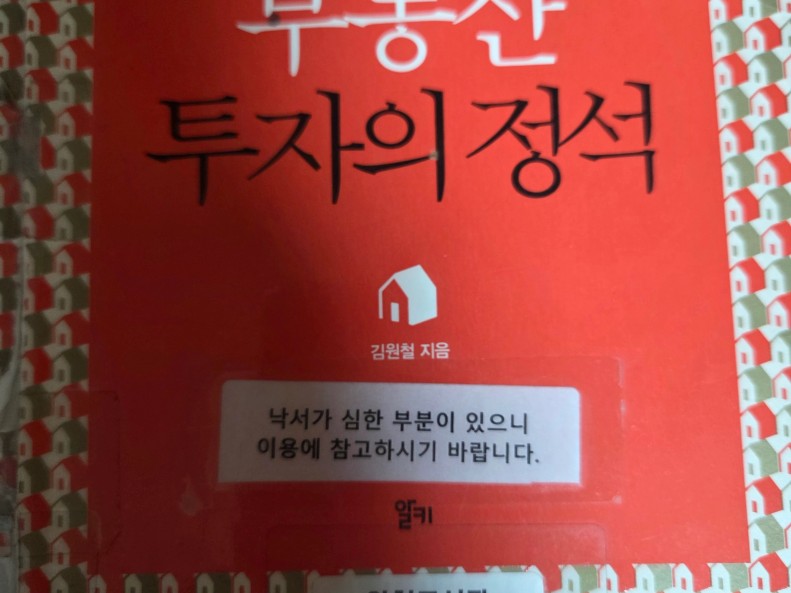 부동산
투자의 정석
김원철 지음
낙서가 심한 부분이 있으니
이용에 참고하시기 바랍니다.
알키